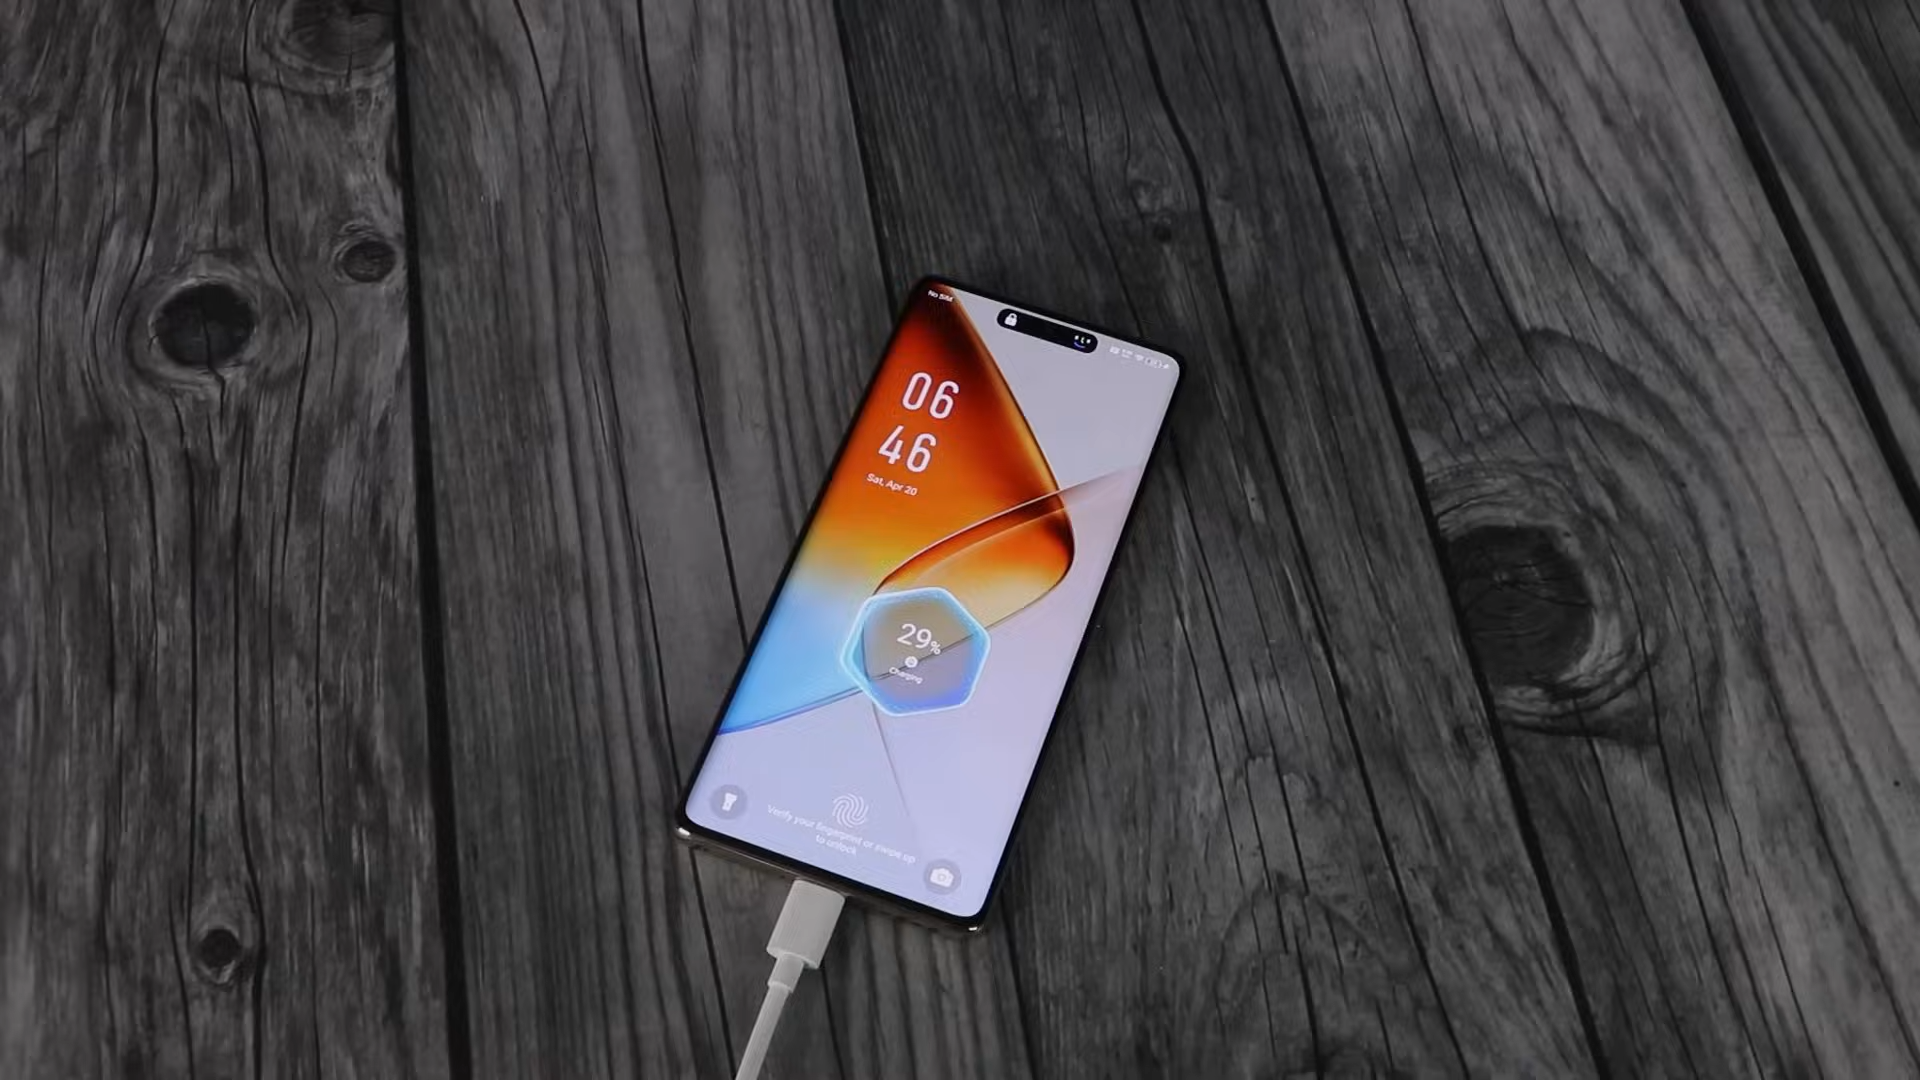 No SIM
06
46
Sat, Apr 20
29%
Charging
Verify your fingerprint or swipe up
to unlock